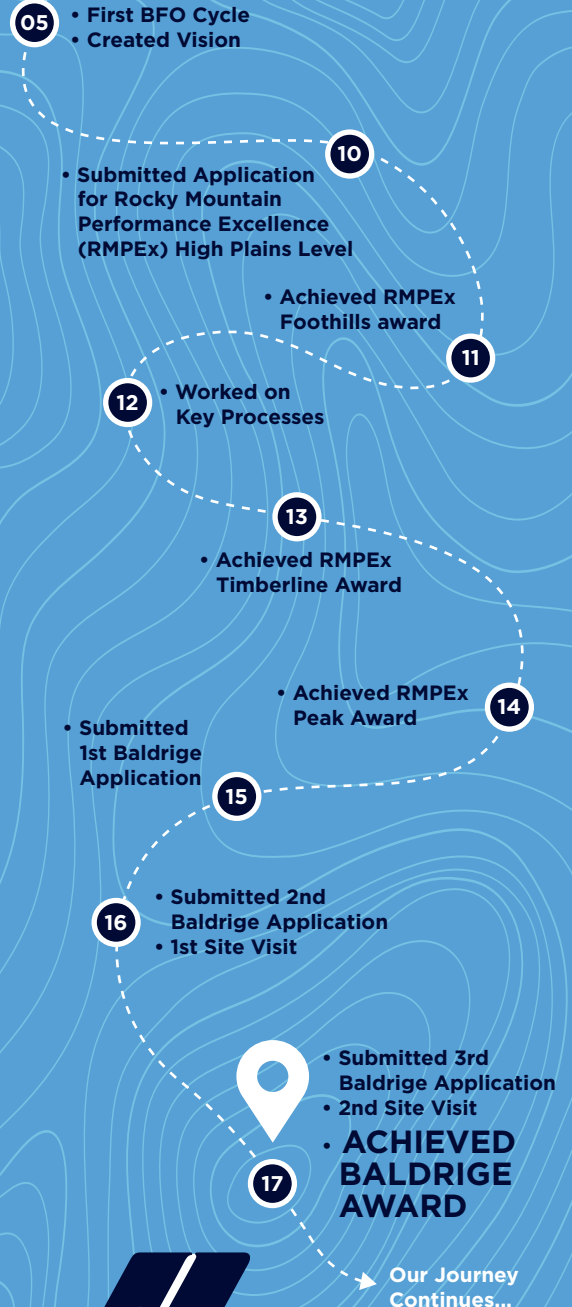 05
• First BFO Cycle
• Created Vision
10
• Submitted Application
for Rocky Mountain
Performance Excellence
(RMPEx) High Plains Level
• Achieved RMPEx
Foothills award
11
12
• Worked on
Key Processes
13
• Achieved RMPEx
Timberline Award
• Achieved RMPEx
Peak Award
14
• Submitted
1st Baldrige
Application
15
16
• Submitted 2nd
Baldrige Application
• 1st Site Visit
• Submitted 3rd
Baldrige Application
• 2nd Site Visit
• ACHIEVED
BALDRIGE
AWARD
17
Our Journey
Continues...